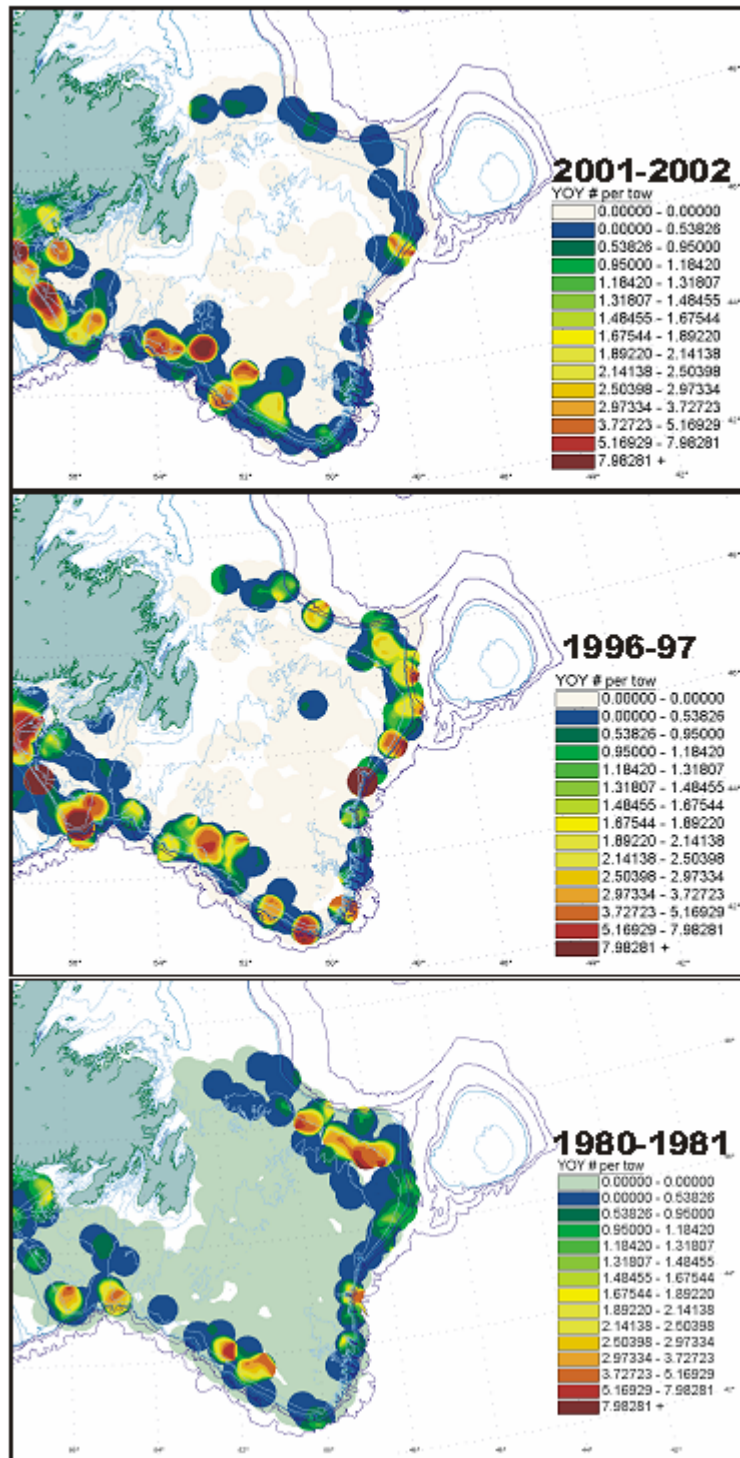 2001-2002
YOY # per tow
0.00000 - 0.00000
0.00000 - 0.53826
0.53826 - 0.95000
0.95000 - 1.18420
1.18420 - 1.31807
1.31807 - 1.48455
1.48455 - 1.67544
1.67544 - 1.89220
1.89220 - 2.14138
2.14138 - 2.50398
2.50398 - 2.97334
2.97334 - 3.72723
3.72723 - 5.16929
5.16929 - 7.98281
7.98281 +
1996-97
YOY # per tow
0.00000 - 0.00000
0.00000 - 0.53826
0.53826 - 0.95000
0.95000 - 1.18420
1.18420 - 1.31807
1.31807 - 1.48455
1.48455 - 1.67544
1.67544 - 1.89220
1.89220 - 2.14138
2.14138 - 2.50398
2.50398 - 2.97334
2.97334 - 3.72723
3.72723 - 5.16929
5.16929 - 7.98281
7.98281 +
1980-1981
YOY # per tow
0.00000 - 0.00000
0.00000 - 0.53826
0.53826 - 0.95000
0.95000 - 1.18420
1.18420 - 1.31807
1.31807 - 1.48455
1.48455 - 1.67544
1.67544 - 1.89220
1.89220 - 2.14138
2.14138 - 2.50398
2.50398 - 2.97334
2.97334 - 3.72723
3.72723 - 5.16929
5.16929 - 7.98281
7.98281 +